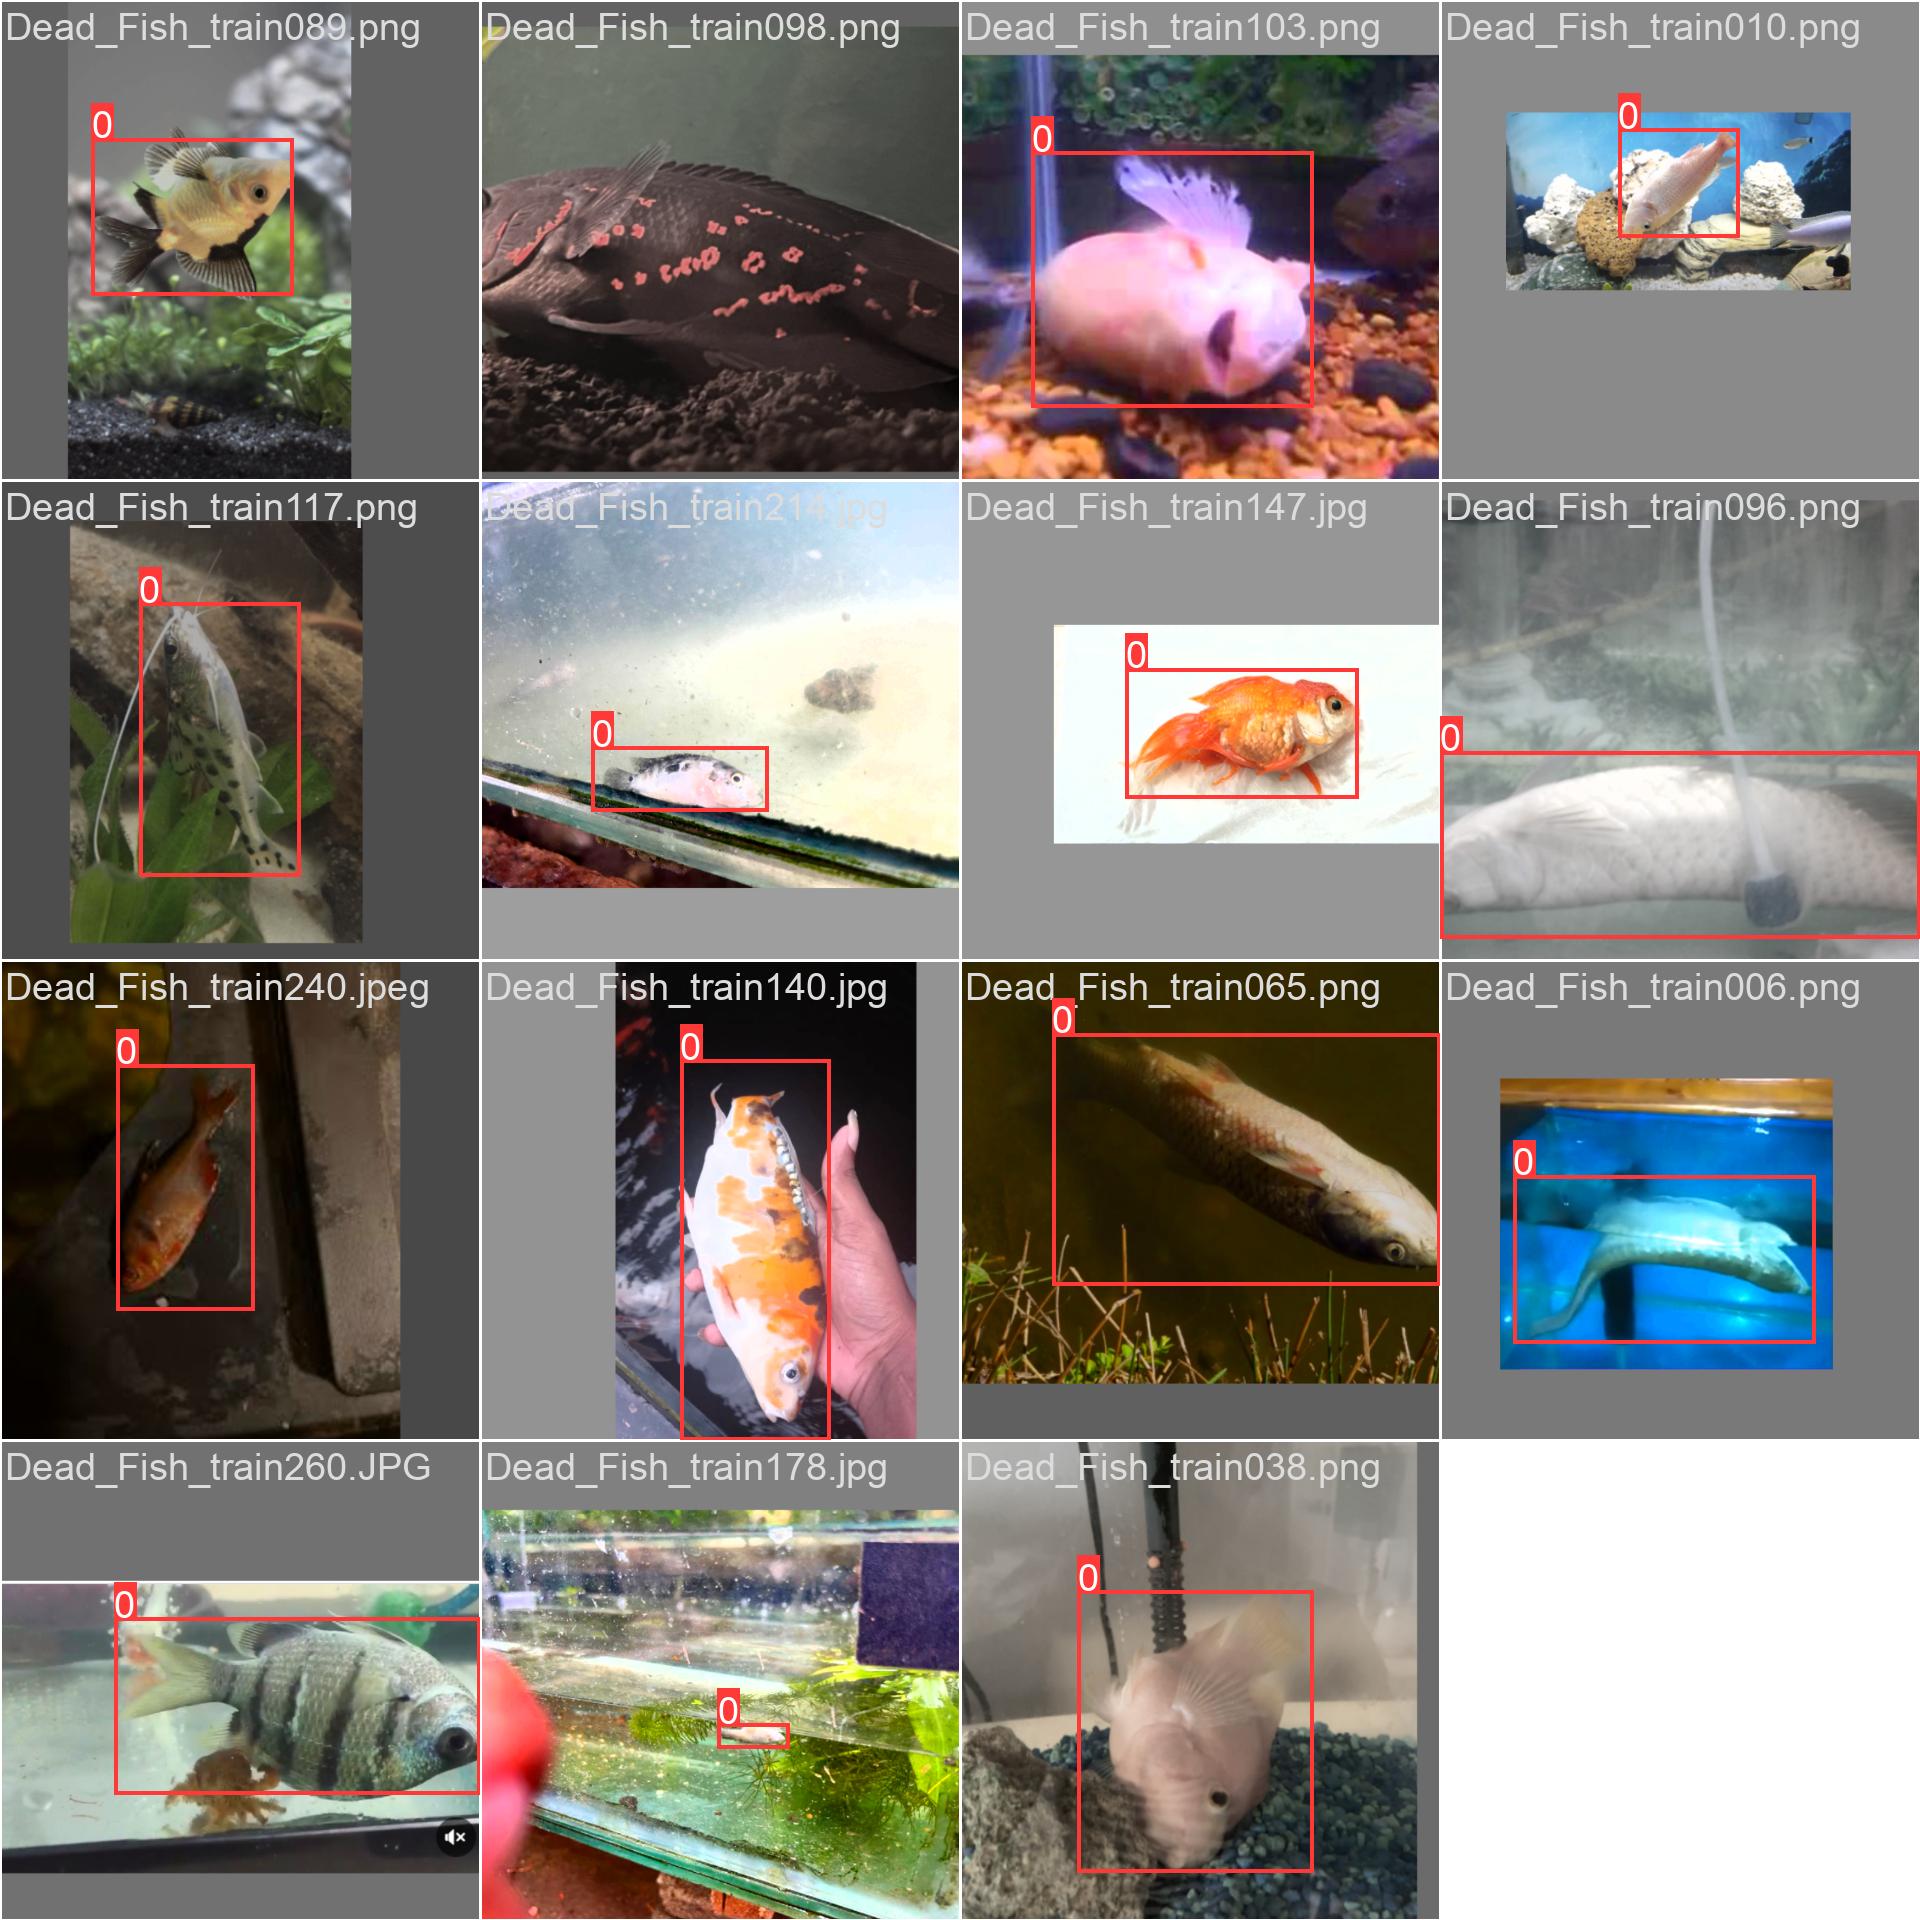 Dead_Fish_train089.png
Dead_Fish_train098.png
Dead_Fish_train103.png
Dead_Fish_train010.png
0
0
0
Dead_Fish_train117.png
Dead_Fish_train214.jpg
Dead_Fish_train147.jpg
Dead_Fish_train096.png
0
0
0
0
Dead_Fish_train240.jpeg
Dead_Fish_train140.jpg
Dead_Fish_train065.png
Dead_Fish_train006.png
0
0
0
0
Dead_Fish_train260.JPG
Dead_Fish_train178.jpg
Dead_Fish_train038.png
0
0
0